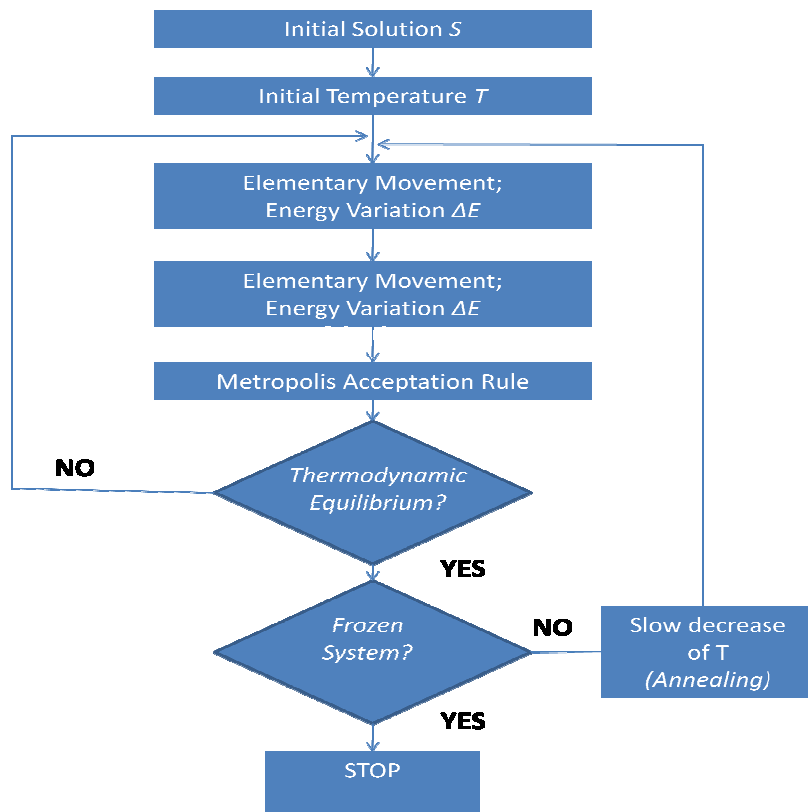 Initial Solution S
Initial Temperature T
Elementary Movement;
Energy Variation ΔE
Elementary Movement;
Energy Variation ΔE
Metropolis Acceptation Rule
Thermodynamic
Equilibrium?
NO
YES
Frozen
System?
NO
Slow decrease
of T
(Annealing)
YES
STOP